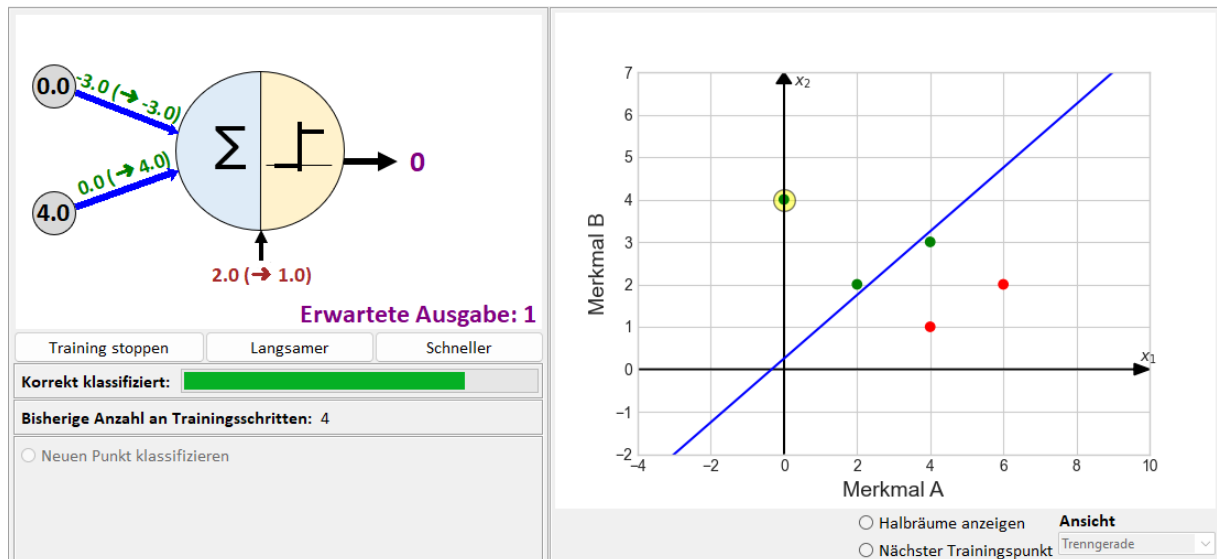 0.0
-3.0 (➔ -3.0)
Σ
0
0.0 (➔ 4.0)
4.0
2.0 (➔ 1.0)
Erwartete Ausgabe: 1
Training stoppen
Langsamer
Schneller
Korrekt klassifiziert:
Bisherige Anzahl an Trainingsschritten: 4
Neuen Punkt klassifizieren
x₂
x₁
7
6
5
4
3
2
1
0
−1
−2
−4
−2
0
2
4
6
8
10
Merkmal B
Merkmal A
Halbräume anzeigen
Ansicht
Nächster Trainingspunkt
Trenngerade